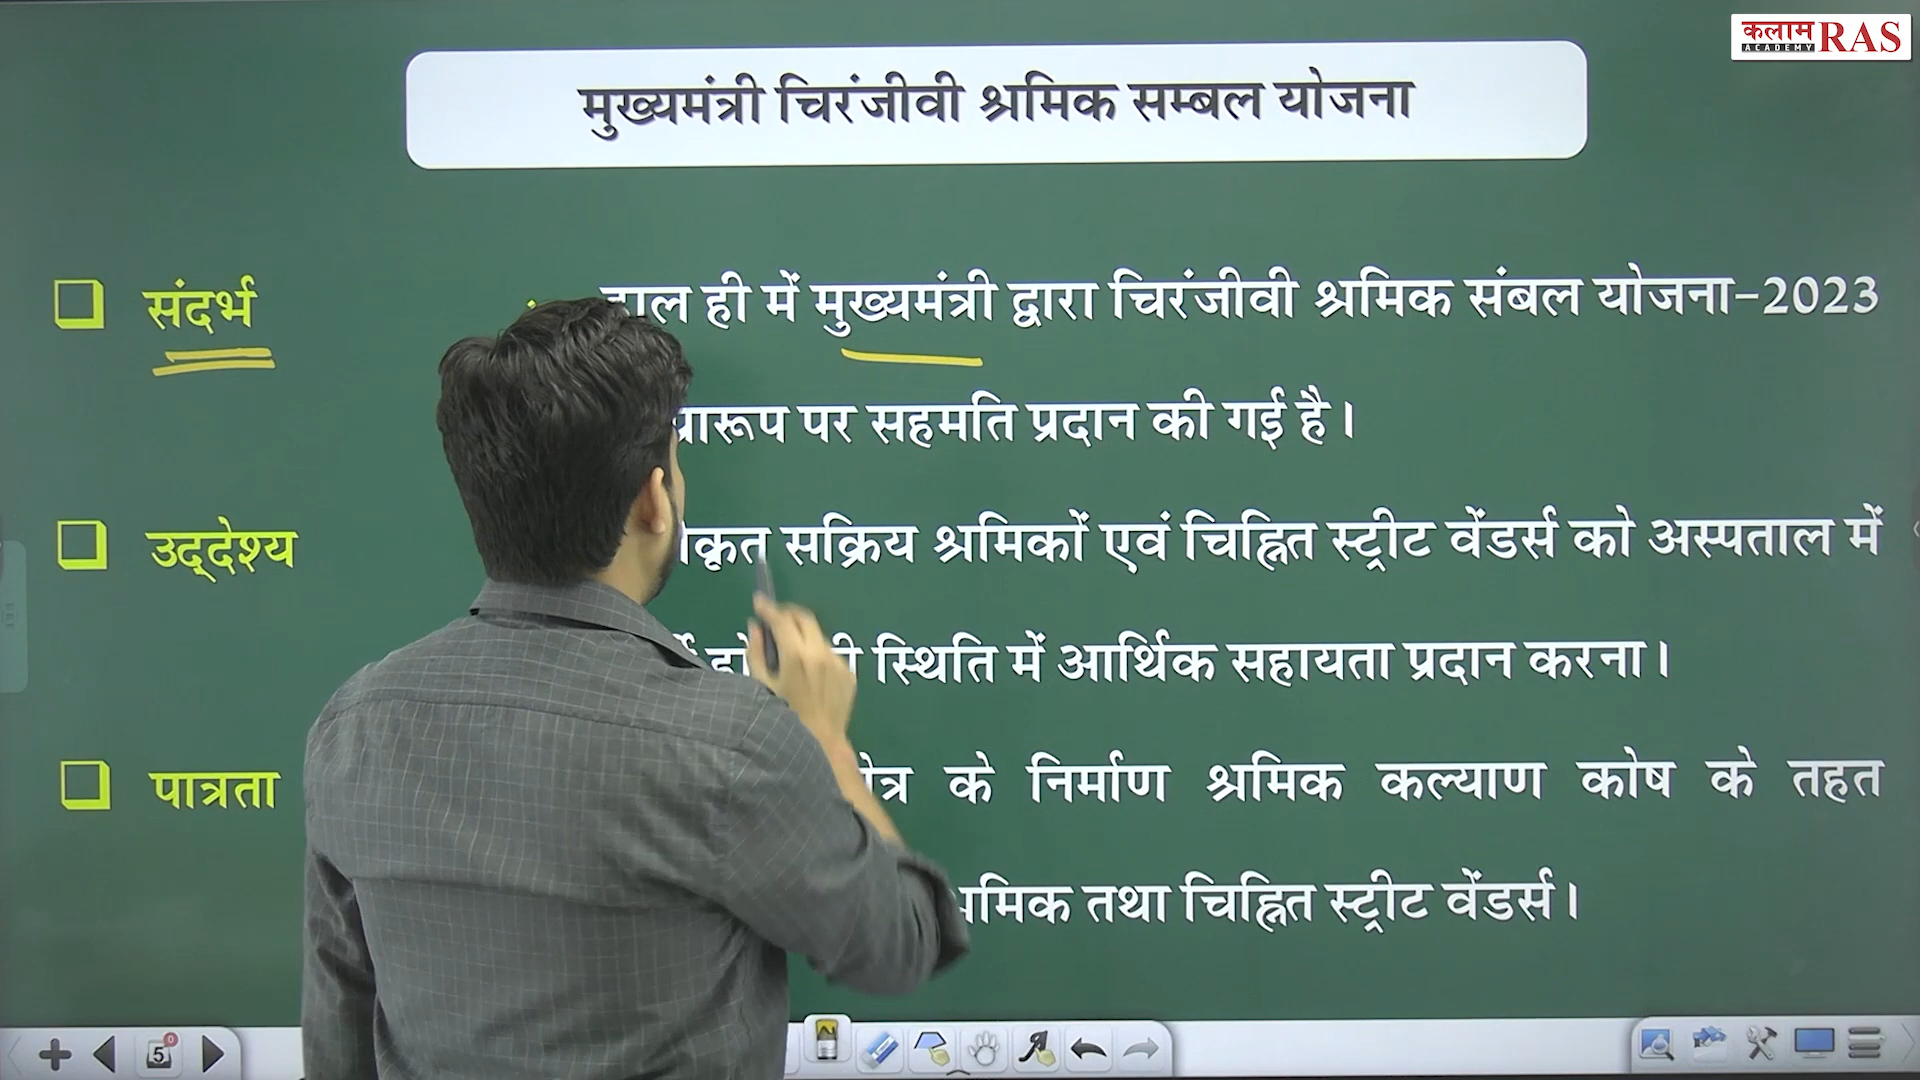 कलाम RAS
ACADEMY
मुख्यमंत्री चिरंजीवी श्रमिक सम्बल योजना
संदर्भ ही में मुख्यमंत्री द्वारा चिरंजीवी श्रमिक संबल योजना-2023
पर सहमति प्रदान की गई है।
उद्देश्य सक्रिय श्रमिकों एवं चिह्नित स्ट्रीट वेंडर्स को अस्पताल में
स्थिति में आर्थिक सहायता प्रदान करना।
पात्रता के निर्माण श्रमिक कल्याण कोष के तहत
तथा चिह्नित स्ट्रीट वेंडर्स।
5